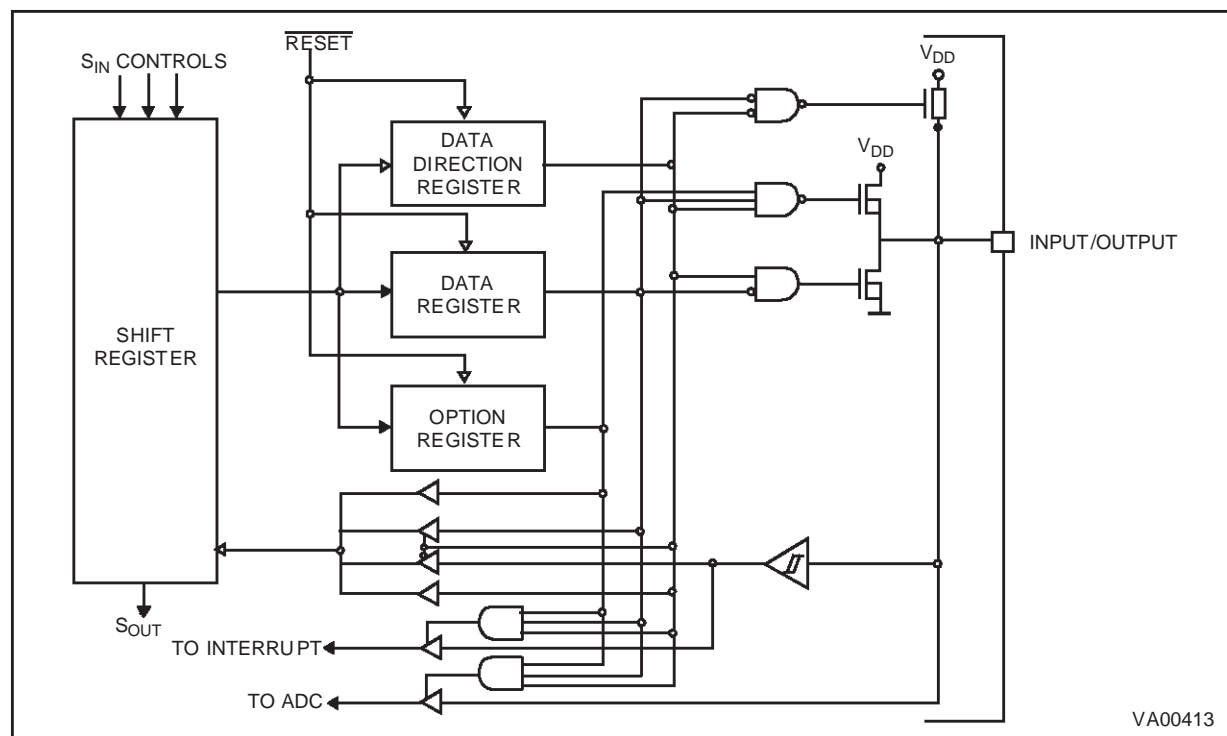 RESET
S_IN CONTROLS
V_DD
DATA
DIRECTION
REGISTER
V_DD
INPUT/OUTPUT
DATA
REGISTER
SHIFT
REGISTER
OPTION
REGISTER
S_OUT
TO INTERRUPT
TO ADC
VA00413